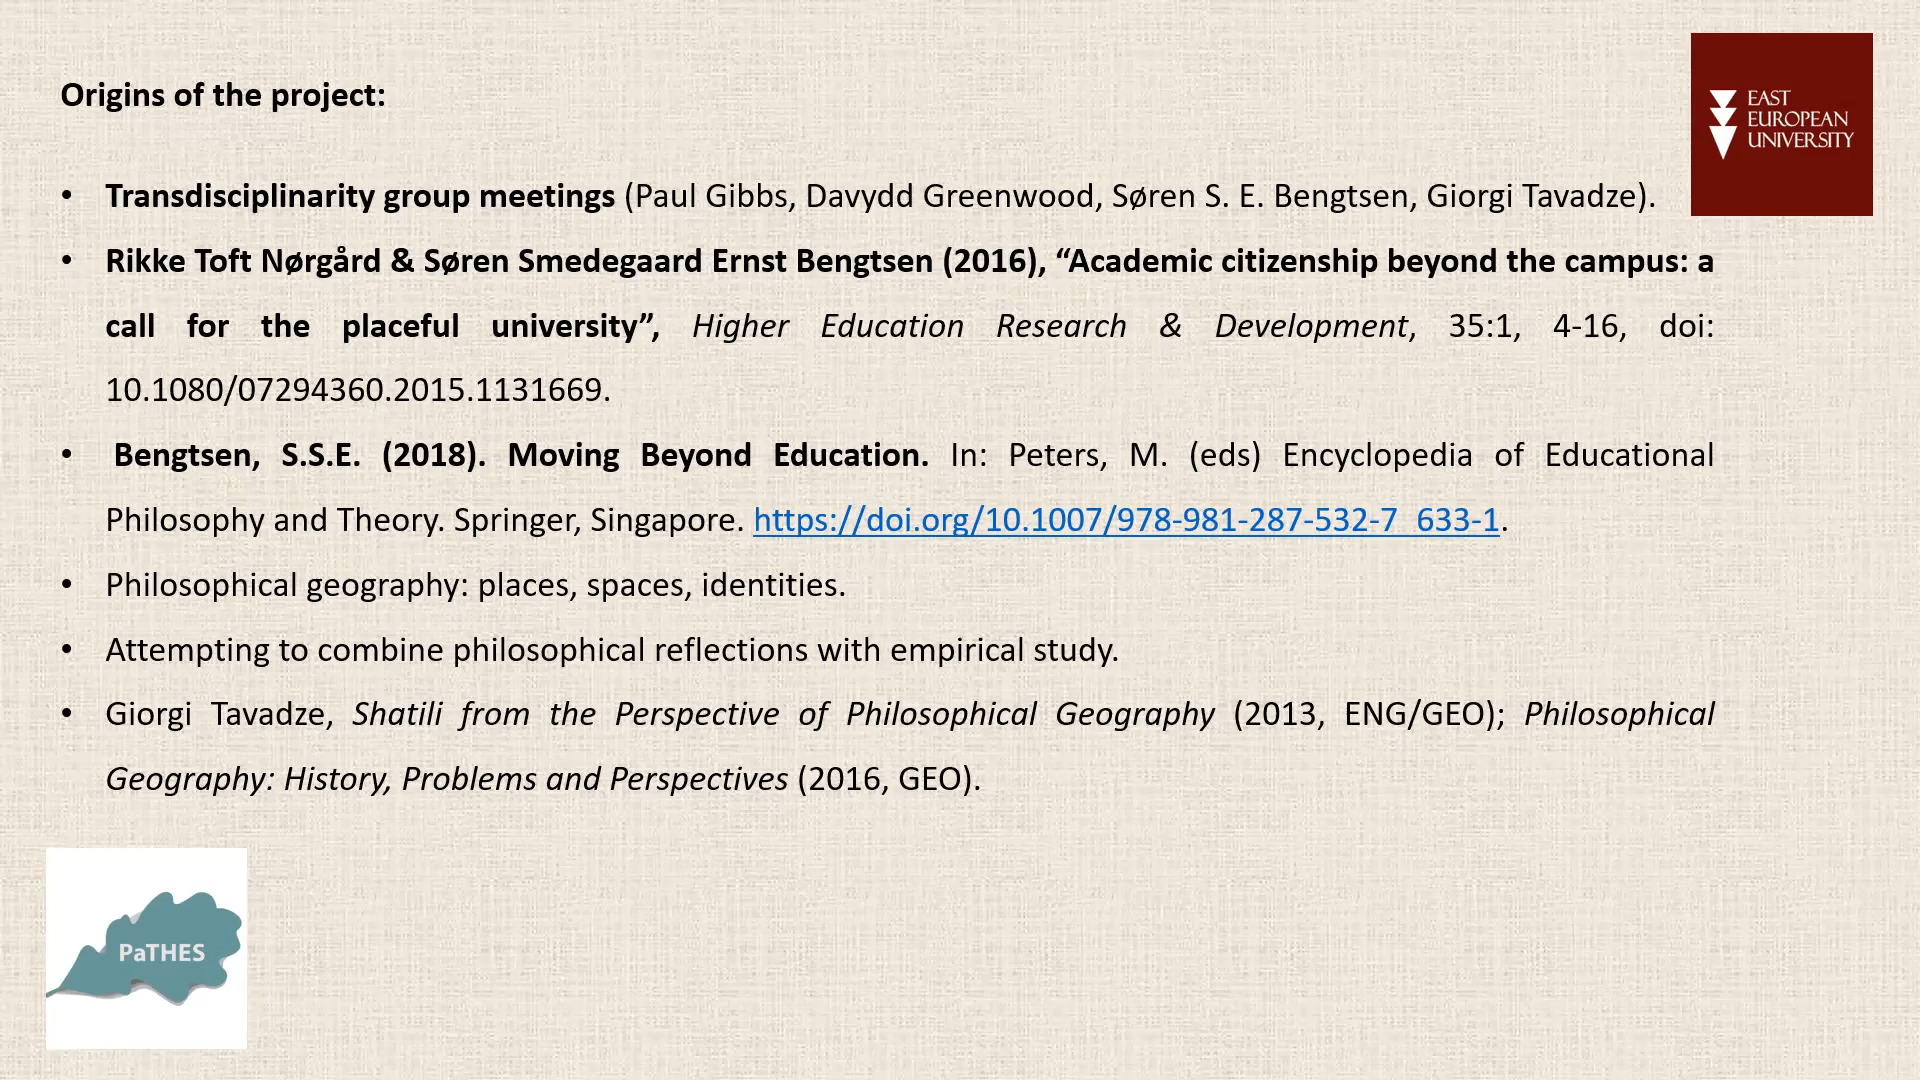 Origins of the project:
EAST
EUROPEAN
UNIVERSITY
• Transdisciplinarity group meetings (Paul Gibbs, Davydd Greenwood, Søren S. E. Bengtsen, Giorgi Tavadze).
• Rikke Toft Nørgård & Søren Smedegaard Ernst Bengtsen (2016), “Academic citizenship beyond the campus: a
call for the placeful university”, Higher Education Research & Development, 35:1, 4-16, doi:
10.1080/07294360.2015.1131669.
• Bengtsen, S.S.E. (2018). Moving Beyond Education. In: Peters, M. (eds) Encyclopedia of Educational
Philosophy and Theory. Springer, Singapore. https://doi.org/10.1007/978-981-287-532-7_633-1.
• Philosophical geography: places, spaces, identities.
• Attempting to combine philosophical reflections with empirical study.
• Giorgi Tavadze, Shatili from the Perspective of Philosophical Geography (2013, ENG/GEO); Philosophical
Geography: History, Problems and Perspectives (2016, GEO).
PaTHES